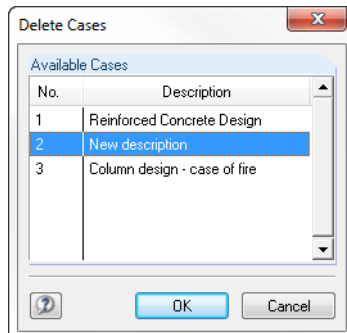 Delete Cases
Available Cases
No. Description
1 Reinforced Concrete Design
2 New description
3 Column design - case of fire
OK Cancel